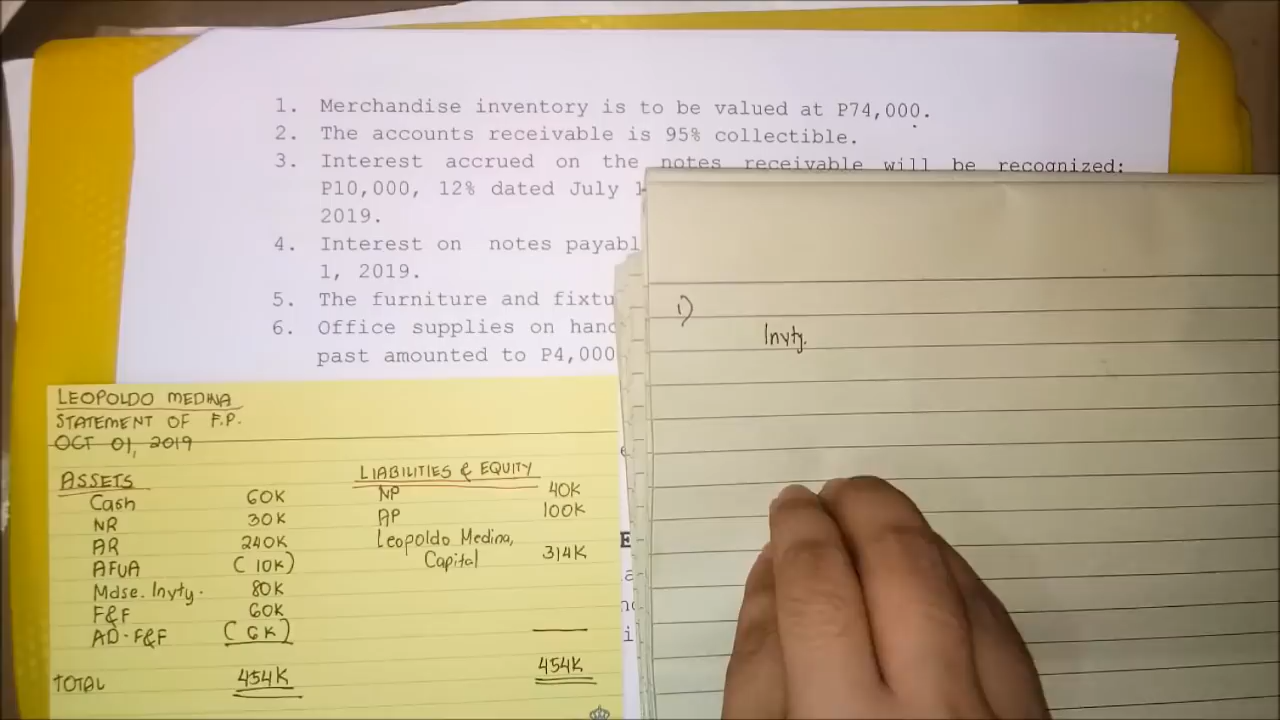 1. Merchandise inventory is to be valued at P74,000.
2. The accounts receivable is 95% collectible.
3. Interest accrued on the notes receivable will be recognized:
P10,000, 12% dated July 1
2019.
4. Interest on notes payabl
1, 2019.
5. The furniture and fixtu
6. Office supplies on hand
past amounted to P4,000
1)
Invty.
LEOPOLDO MEDINA
STATEMENT OF F.P.
OCT 01, 2019
ASSETS
Cash 60K
NR 30K
AR 240K
AFUA (10K)
Mdse. Invty. 80K
F&F 60K
AD-F&F (6K)
TOTAL 454K
LIABILITIES & EQUITY
NP 40K
AP 100K
Leopoldo Medina,
Capital 314K
454K